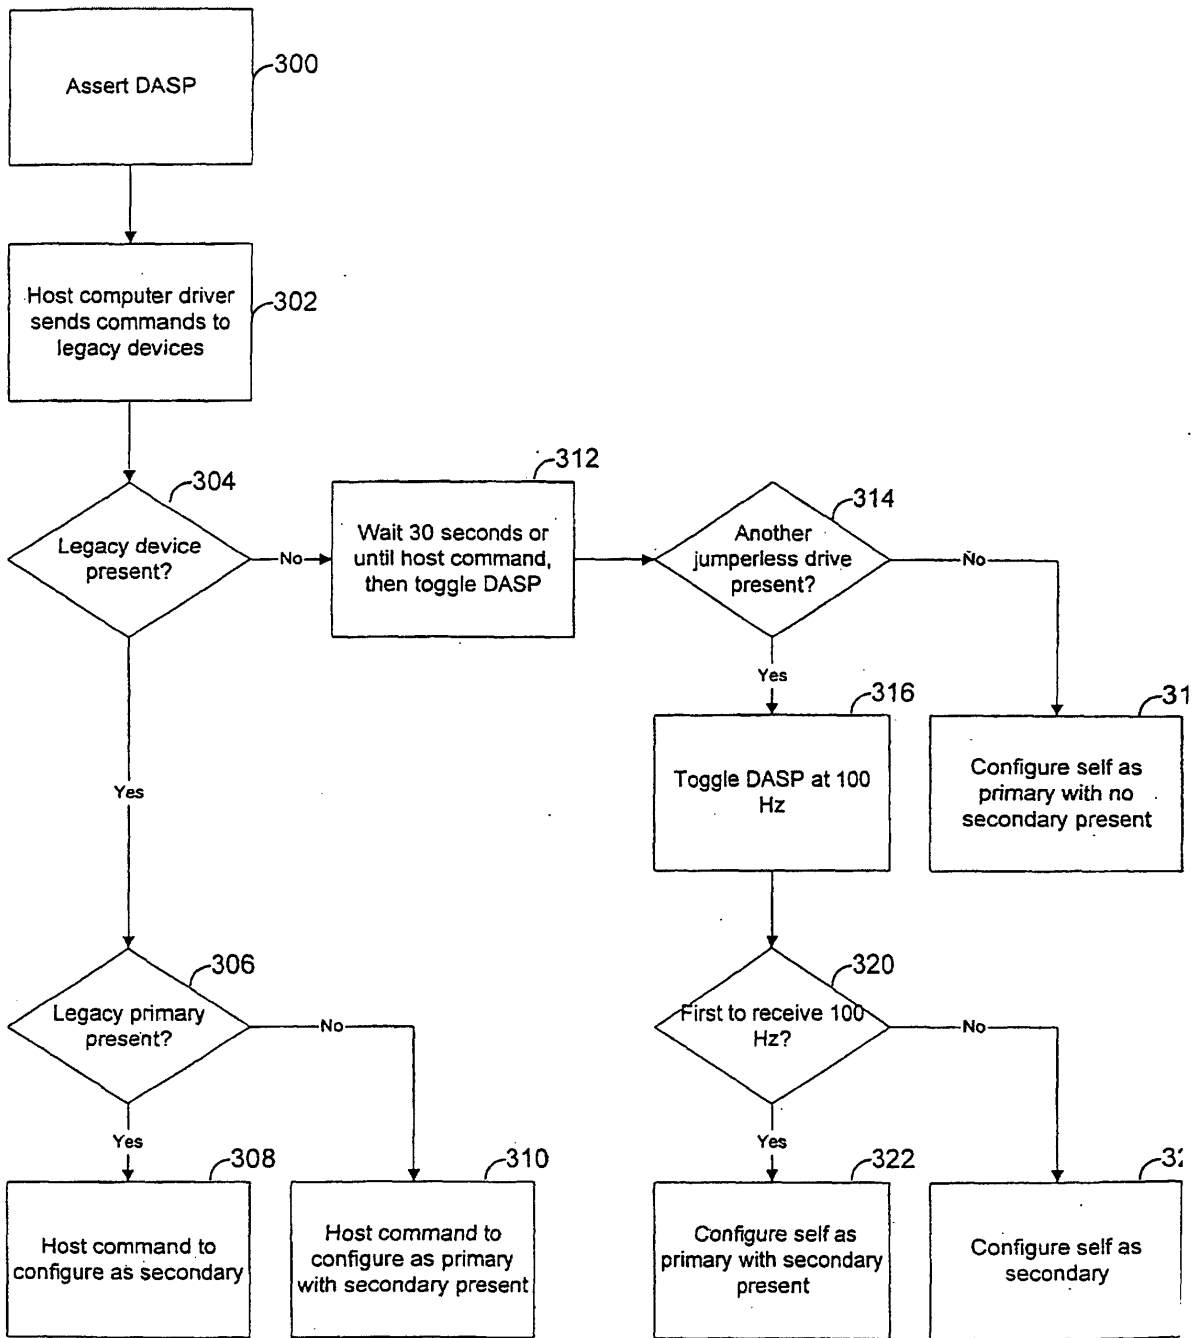 Assert DASP
300
Host computer driver
sends commands to
legacy devices
302
304
Legacy device
present?
No
312
Wait 30 seconds or
until host command,
then toggle DASP
314
Another
jumperless drive
present?
No
Yes
316
Toggle DASP at 100
Hz
31
Configure self as
primary with no
secondary present
Yes
306
Legacy primary
present?
No
320
First to receive 100
Hz?
No
Yes
308
Host command to
configure as secondary
310
Host command to
configure as primary
with secondary present
Yes
322
Configure self as
primary with secondary
present
32
Configure self as
secondary